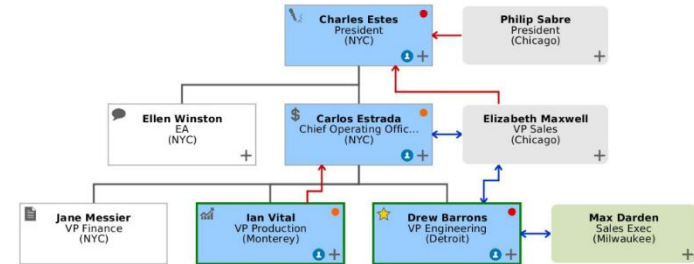 Charles Estes
President
(NYC)
Philip Sabre
President
(Chicago)
Ellen Winston
EA
(NYC)
Carlos Estrada
Chief Operating Offic...
(NYC)
Elizabeth Maxwell
VP Sales
(Chicago)
Jane Messier
VP Finance
(NYC)
Ian Vital
VP Production
(Monterey)
Drew Barrons
VP Engineering
(Detroit)
Max Darden
Sales Exec
(Milwaukee)